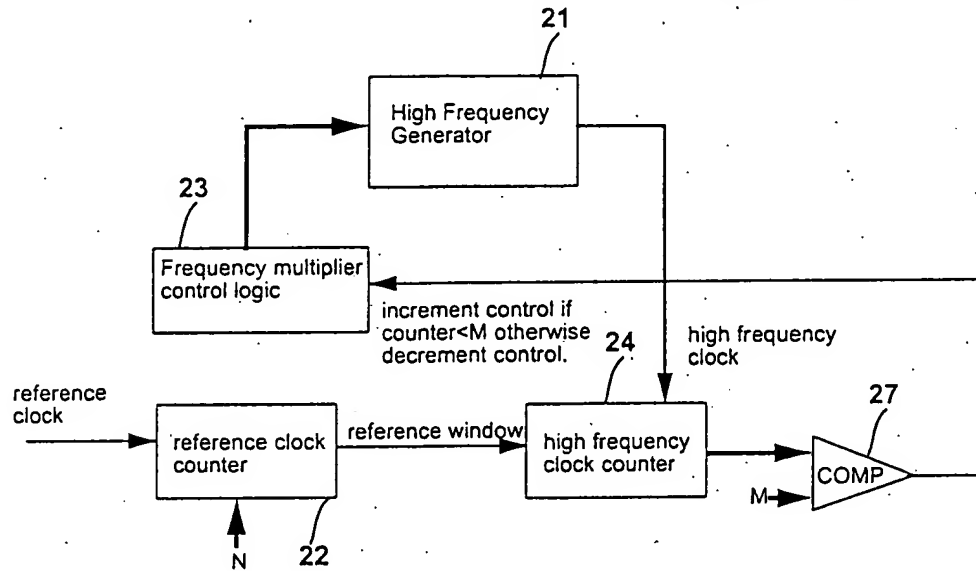 21
High Frequency
Generator
23
Frequency multiplier
control logic
increment control if
counter<M otherwise
decrement control.
high frequency
clock
24
27
reference
clock
reference clock
counter
reference window
high frequency
clock counter
COMP
M
N
22